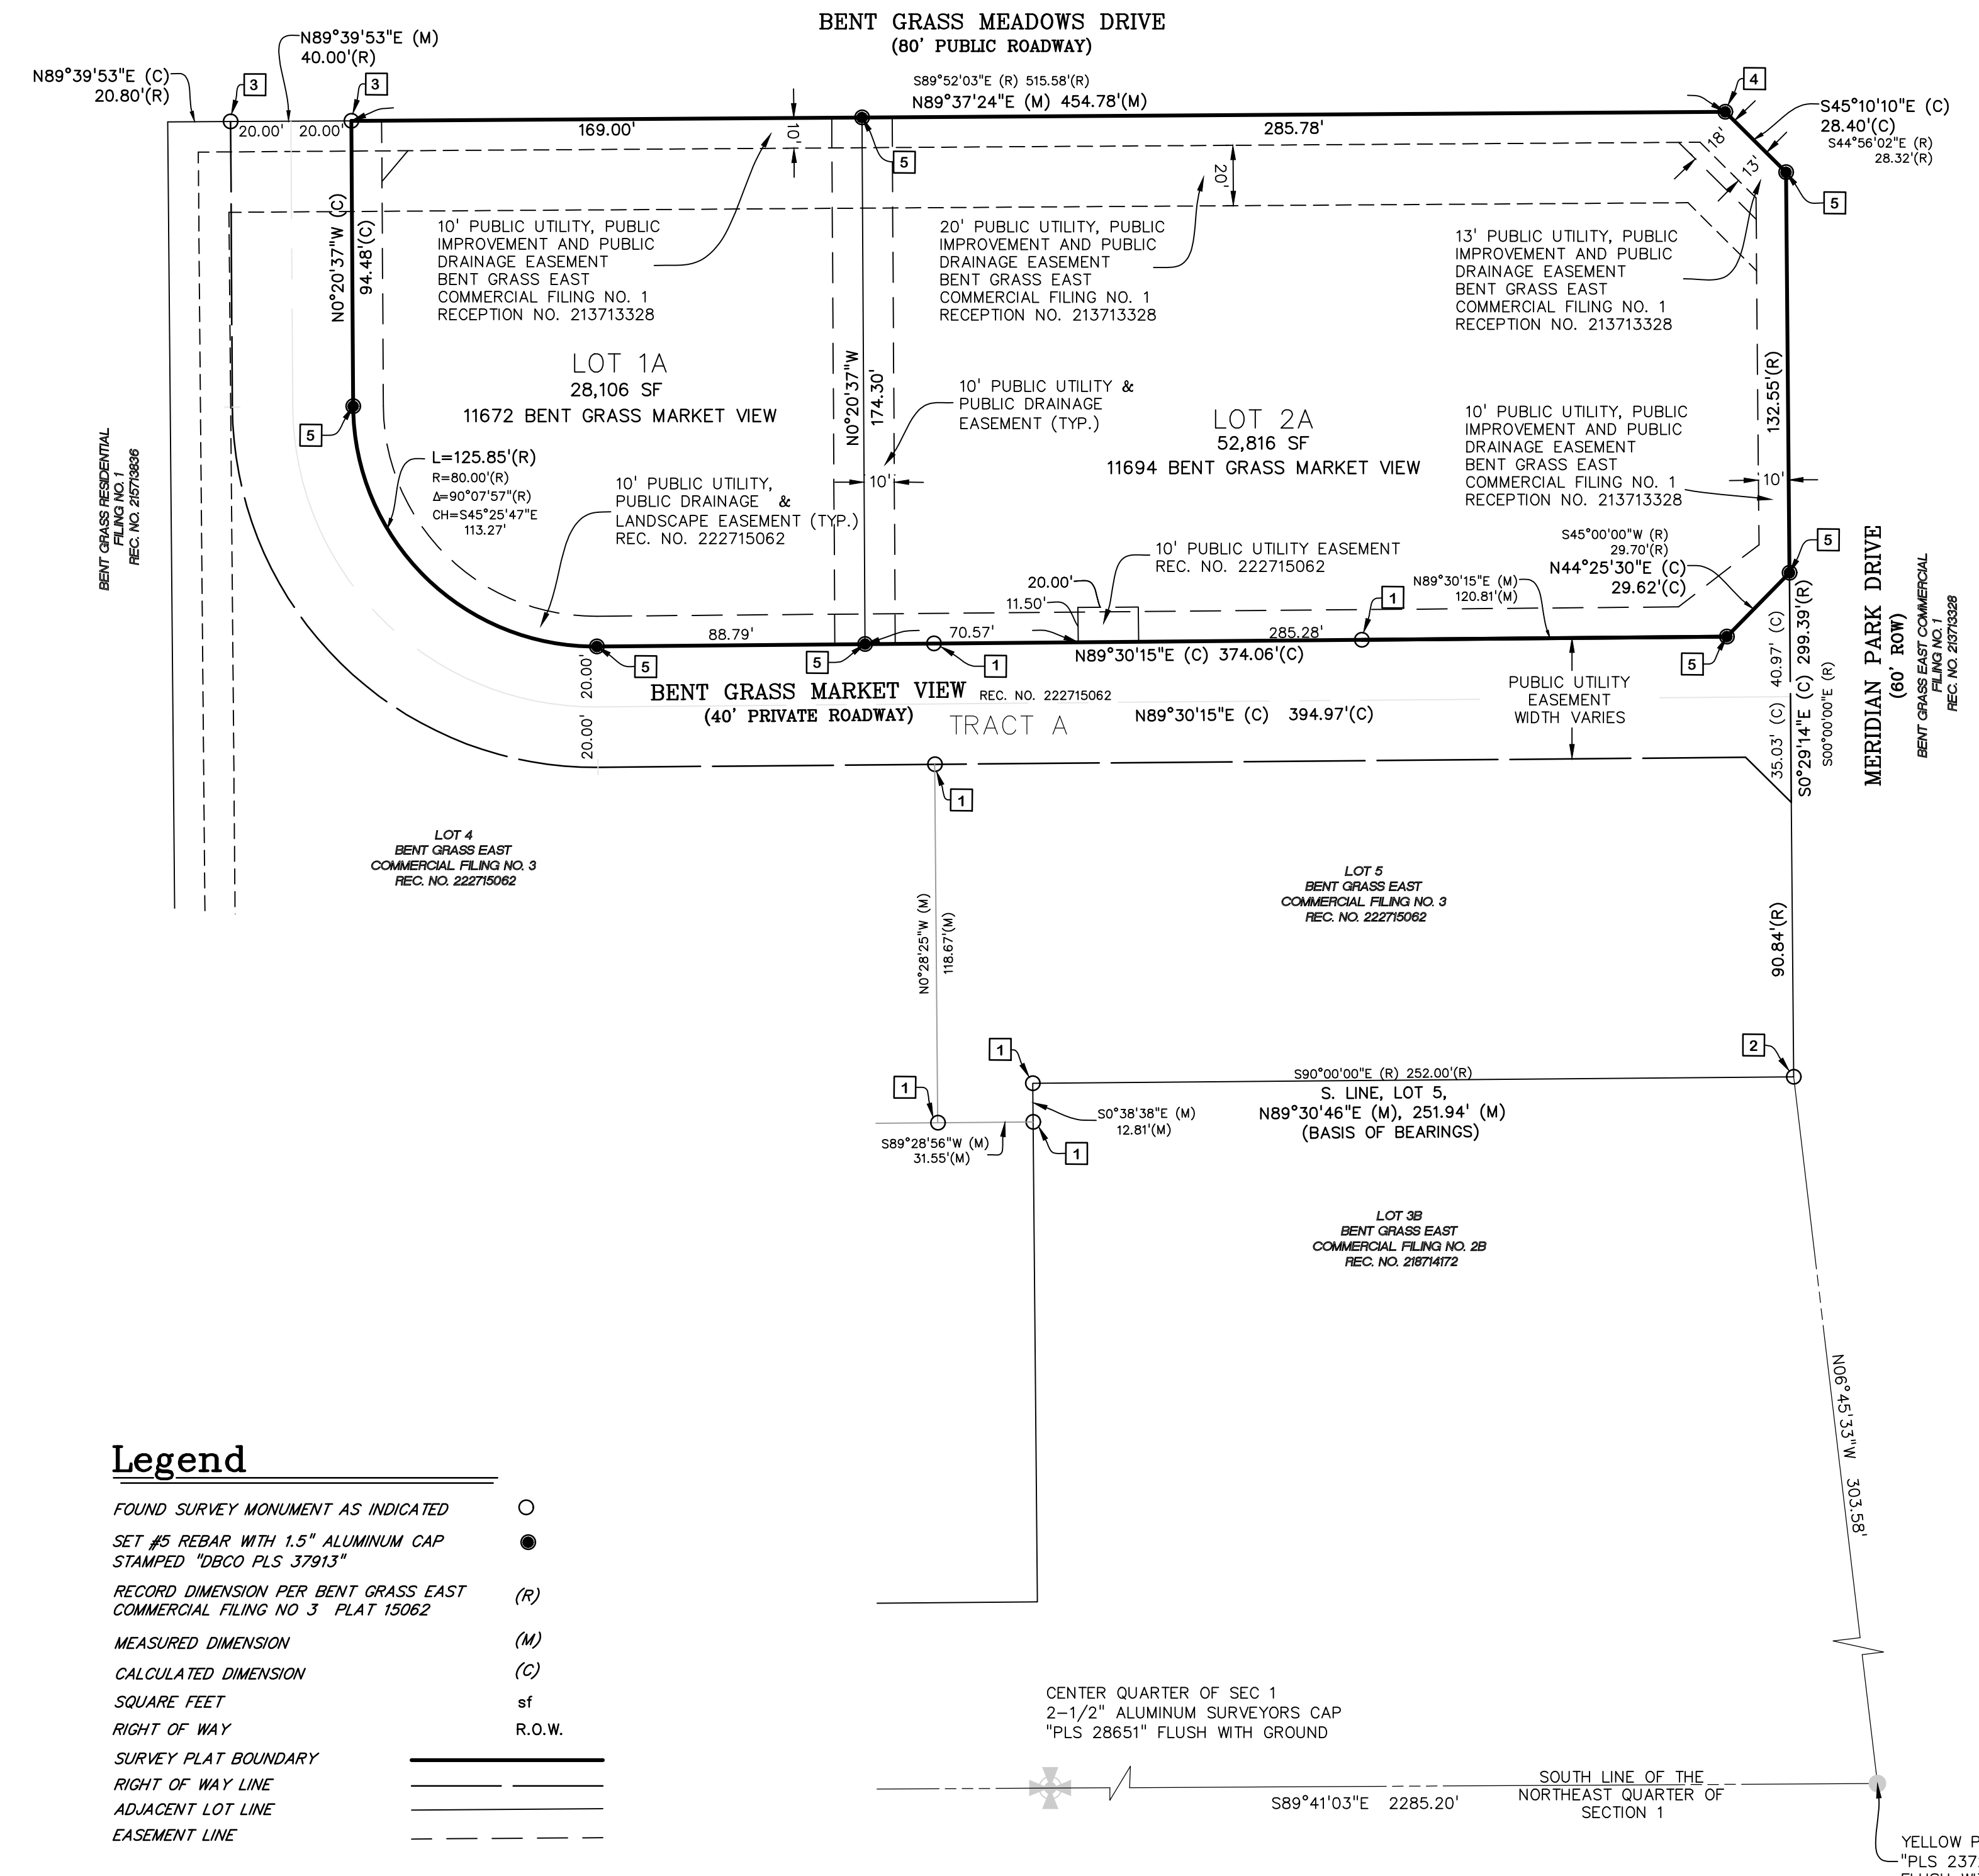 BENT GRASS MEADOWS DRIVE
(80' PUBLIC ROADWAY)
N89°39'53"E (M)
40.00'(R)
N89°39'53"E (C)
20.80'(R)
3
3
20.00'
20.00'
S89°52'03"E (R) 515.58'(R)
N89°37'24"E (M) 454.78'(M)
169.00'
10'
5
285.78'
4
S45°10'10"E (C)
28.40'(C)
S44°56'02"E (R)
28.32'(R)
18'
13'
5
20'
N0°20'37"W (C)
94.48'(C)
10' PUBLIC UTILITY, PUBLIC
IMPROVEMENT AND PUBLIC
DRAINAGE EASEMENT
BENT GRASS EAST
COMMERCIAL FILING NO. 1
RECEPTION NO. 213713328
20' PUBLIC UTILITY, PUBLIC
IMPROVEMENT AND PUBLIC
DRAINAGE EASEMENT
BENT GRASS EAST
COMMERCIAL FILING NO. 1
RECEPTION NO. 213713328
13' PUBLIC UTILITY, PUBLIC
IMPROVEMENT AND PUBLIC
DRAINAGE EASEMENT
BENT GRASS EAST
COMMERCIAL FILING NO. 1
RECEPTION NO. 213713328
LOT 1A
28,106 SF
11672 BENT GRASS MARKET VIEW
N0°20'37"W
174.30'
10' PUBLIC UTILITY &
PUBLIC DRAINAGE
EASEMENT (TYP.)
LOT 2A
52,816 SF
11694 BENT GRASS MARKET VIEW
132.55'(R)
10' PUBLIC UTILITY, PUBLIC
IMPROVEMENT AND PUBLIC
DRAINAGE EASEMENT
BENT GRASS EAST
COMMERCIAL FILING NO. 1
RECEPTION NO. 213713328
10'
10'
5
BENT GRASS RESIDENTIAL
FILING NO. 1
REC. NO. 215713836
L=125.85'(R)
R=80.00'(R)
Δ=90°07'57"(R)
CH=S45°25'47"E
113.27'
10' PUBLIC UTILITY,
PUBLIC DRAINAGE &
LANDSCAPE EASEMENT (TYP.)
REC. NO. 222715062
10' PUBLIC UTILITY EASEMENT
REC. NO. 222715062
20.00'
11.50'
S45°00'00"W (R)
29.70'(R)
N44°25'30"E (C)
29.62'(C)
N89°30'15"E (M)
120.81'(M)
1
5
88.79'
5
5
70.57'
1
285.28'
N89°30'15"E (C) 374.06'(C)
5
20.00'
20.00'
BENT GRASS MARKET VIEW REC. NO. 222715062
(40' PRIVATE ROADWAY)
TRACT A
N89°30'15"E (C) 394.97'(C)
PUBLIC UTILITY
EASEMENT
WIDTH VARIES
40.97' (C)
35.03' (C)
S0°29'14"E (C) 299.39'(R)
S00°00'00"E (R)
MERIDIAN PARK DRIVE
(60' ROW)
BENT GRASS EAST COMMERCIAL
FILING NO. 1
REC. NO. 213713328
1
LOT 4
BENT GRASS EAST
COMMERCIAL FILING NO. 3
REC. NO. 222715062
LOT 5
BENT GRASS EAST
COMMERCIAL FILING NO. 3
REC. NO. 222715062
N0°28'25"W (M)
118.67'(M)
90.84'(R)
1
1
2
S90°00'00"E (R) 252.00'(R)
S. LINE, LOT 5,
N89°30'46"E (M), 251.94' (M)
(BASIS OF BEARINGS)
S0°38'38"E (M)
12.81'(M)
S89°28'56"W (M)
31.55'(M)
1
LOT 3B
BENT GRASS EAST
COMMERCIAL FILING NO. 2B
REC. NO. 218714172
N06°45'33"W 303.58'
Legend
FOUND SURVEY MONUMENT AS INDICATED
SET #5 REBAR WITH 1.5" ALUMINUM CAP
STAMPED "DBCO PLS 37913"
RECORD DIMENSION PER BENT GRASS EAST
COMMERCIAL FILING NO 3 PLAT 15062
(R)
MEASURED DIMENSION (M)
CALCULATED DIMENSION (C)
SQUARE FEET sf
RIGHT OF WAY R.O.W.
SURVEY PLAT BOUNDARY
RIGHT OF WAY LINE
ADJACENT LOT LINE
EASEMENT LINE
CENTER QUARTER OF SEC 1
2-1/2" ALUMINUM SURVEYORS CAP
"PLS 28651" FLUSH WITH GROUND
S89°41'03"E 2285.20'
SOUTH LINE OF THE
NORTHEAST QUARTER OF
SECTION 1
YELLOW
"PLS 237